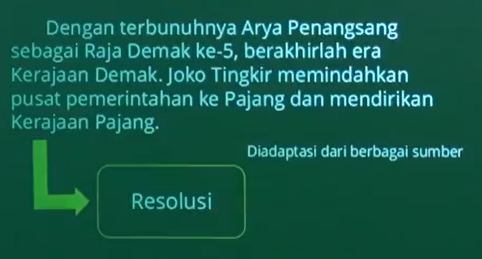 Dengan terbunuhnya Arya Penangsang
sebagai Raja Demak ke-5, berakhirlah era
Kerajaan Demak. Joko Tingkir memindahkan
pusat pemerintahan ke Pajang dan mendirikan
Kerajaan Pajang.
Diadaptasi dari berbagai sumber
Resolusi